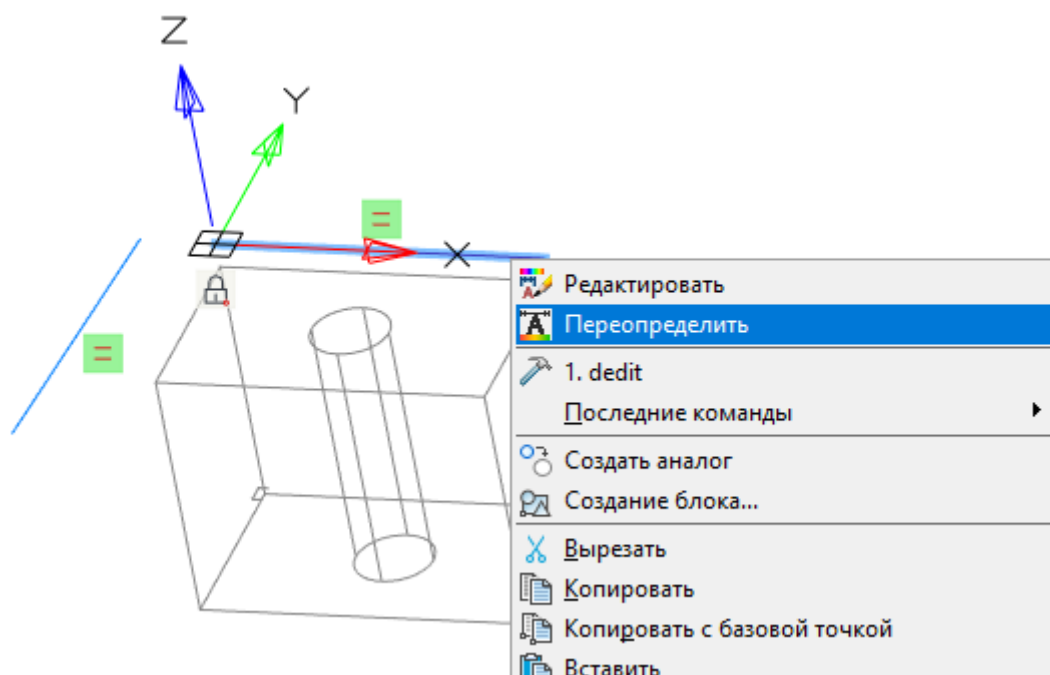 Z
Y
Редактировать
Переопределить
1. dedit
Последние команды
Создать аналог
Создание блока...
Вырезать
Копировать
Копировать с базовой точкой
Вставить